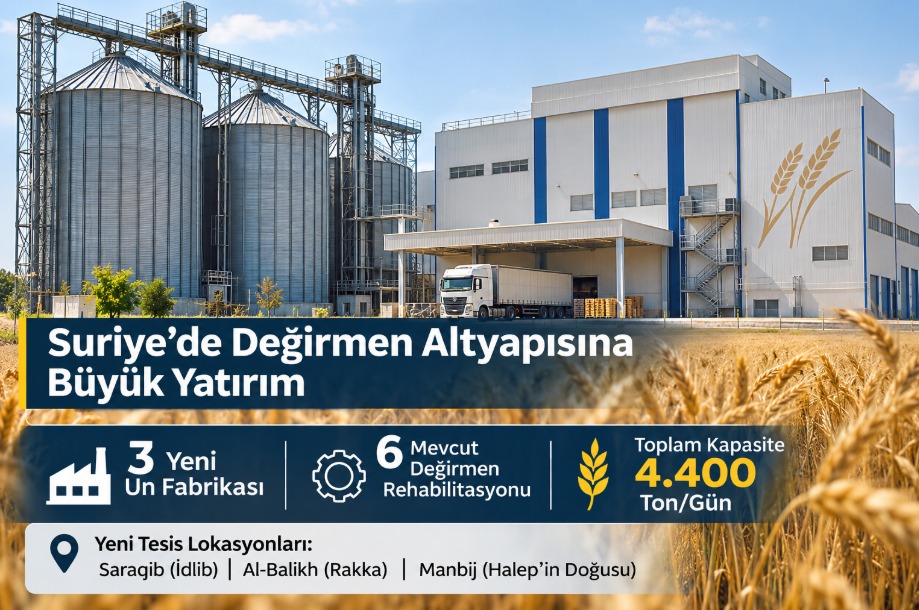 Suriye'de Değirmen Altyapısına
Büyük Yatırım
3 Yeni
Un Fabrikası
6 Mevcut
Değirmen
Rehabilitasyonu
Toplam Kapasite
4.400
Ton/Gün
Yeni Tesis Lokasyonları:
Saraqib (İdlib) | Al-Balikh (Rakka) | Manbij (Halep'in Doğusu)